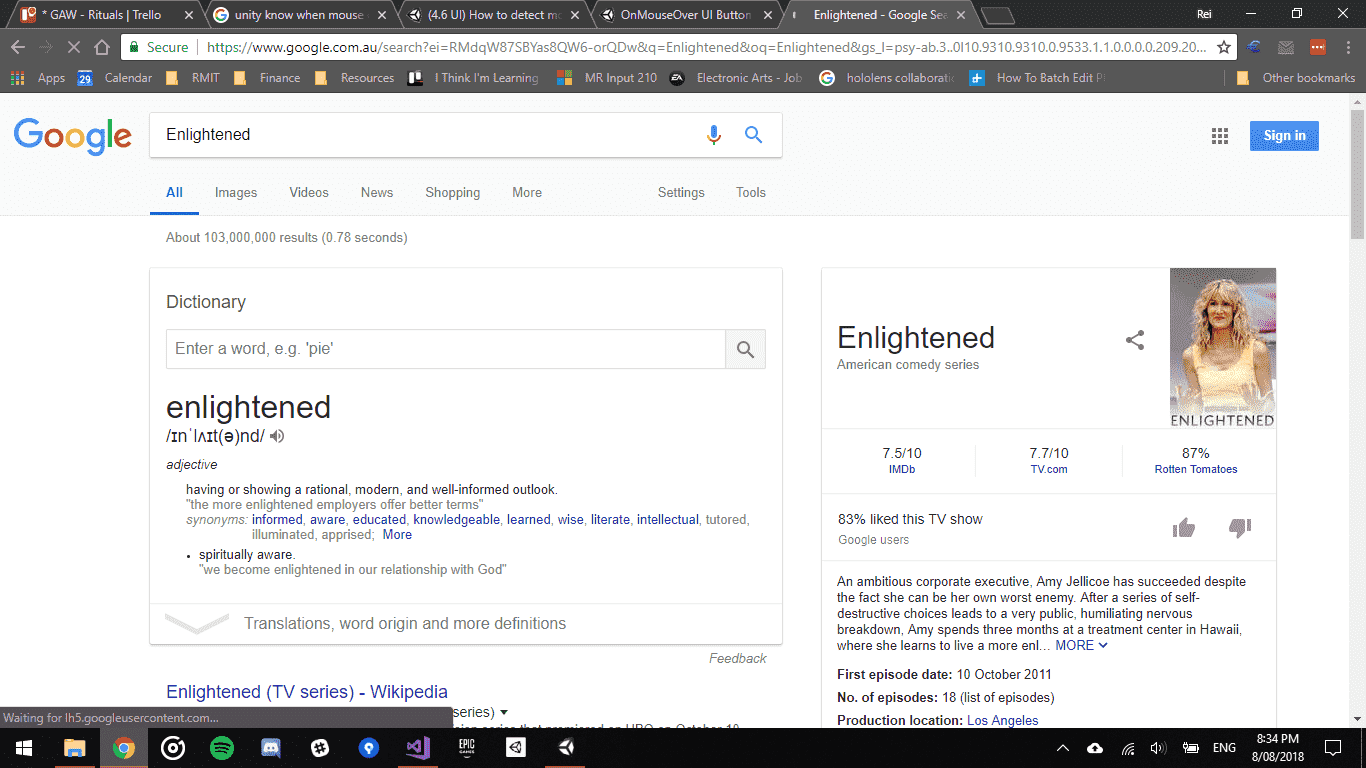 * GAW - Rituals | Trello
unity know when mouse
(4.6 UI) How to detect mo
OnMouseOver UI Button
Enlightened - Google Sea
Rei
Secure
https://www.google.com.au/search?ei=RMdqW87SBYas8QW6-orQDw&q=Enlightened&oq=Enlightened&gs_l=psy-ab.3..0l10.9310.9310.0.9533.1.1.0.0.0.0.209.20...
Apps
29
Calendar
RMIT
Finance
Resources
I Think I'm Learning
MR Input 210
Electronic Arts - Job
hololens collaboratio
How To Batch Edit P
Other bookmarks
Google
Enlightened
Sign in
All
Images
Videos
News
Shopping
More
Settings
Tools
About 103,000,000 results (0.78 seconds)
Dictionary
Enter a word, e.g. 'pie'
enlightened
/ɪnˈlʌɪt(ə)nd/
adjective
having or showing a rational, modern, and well-informed outlook.
"the more enlightened employers offer better terms"
synonyms: informed, aware, educated, knowledgeable, learned, wise, literate, intellectual, tutored,
illuminated, apprised; More
• spiritually aware.
"we become enlightened in our relationship with God"
Translations, word origin and more definitions
Feedback
Enlightened (TV series) - Wikipedia
series)
Waiting for lh5.googleusercontent.com...
Enlightened
American comedy series
ENLIGHTENED
7.5/10
IMDb
7.7/10
TV.com
87%
Rotten Tomatoes
83% liked this TV show
Google users
An ambitious corporate executive, Amy Jellicoe has succeeded despite
the fact she can be her own worst enemy. After a series of self-
destructive choices leads to a very public, humiliating nervous
breakdown, Amy spends three months at a treatment center in Hawaii,
where she learns to live a more enl... MORE
First episode date: 10 October 2011
No. of episodes: 18 (list of episodes)
Production location: Los Angeles
EPIC
GAMES
ENG
8:34 PM
8/08/2018